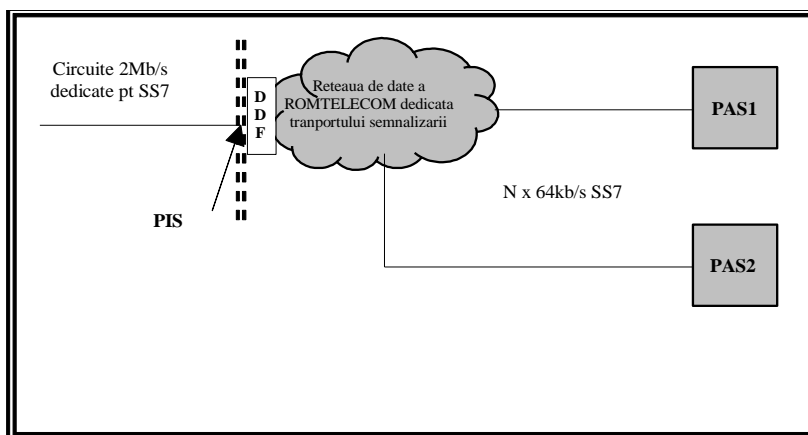 Circuite 2Mb/s
dedicate pt SS7
D
D
F
Reteaua de date a
ROMTELECOM dedicata
tranportului semnalizarii
PAS1
PIS
N x 64kb/s SS7
PAS2